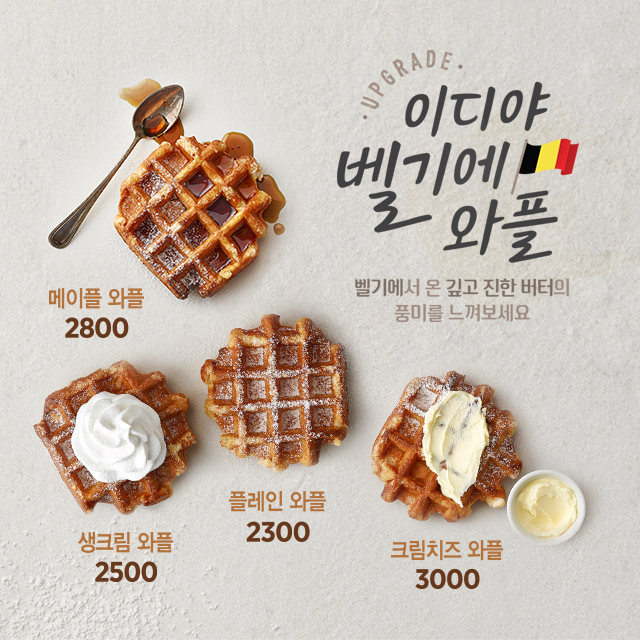 ·UPGRADE·
이디야
벨기에
와플
벨기에서 온 깊고 진한 버터의
풍미를 느껴보세요
메이플 와플
2800
플레인 와플
2300
생크림 와플
2500
크림치즈 와플
3000